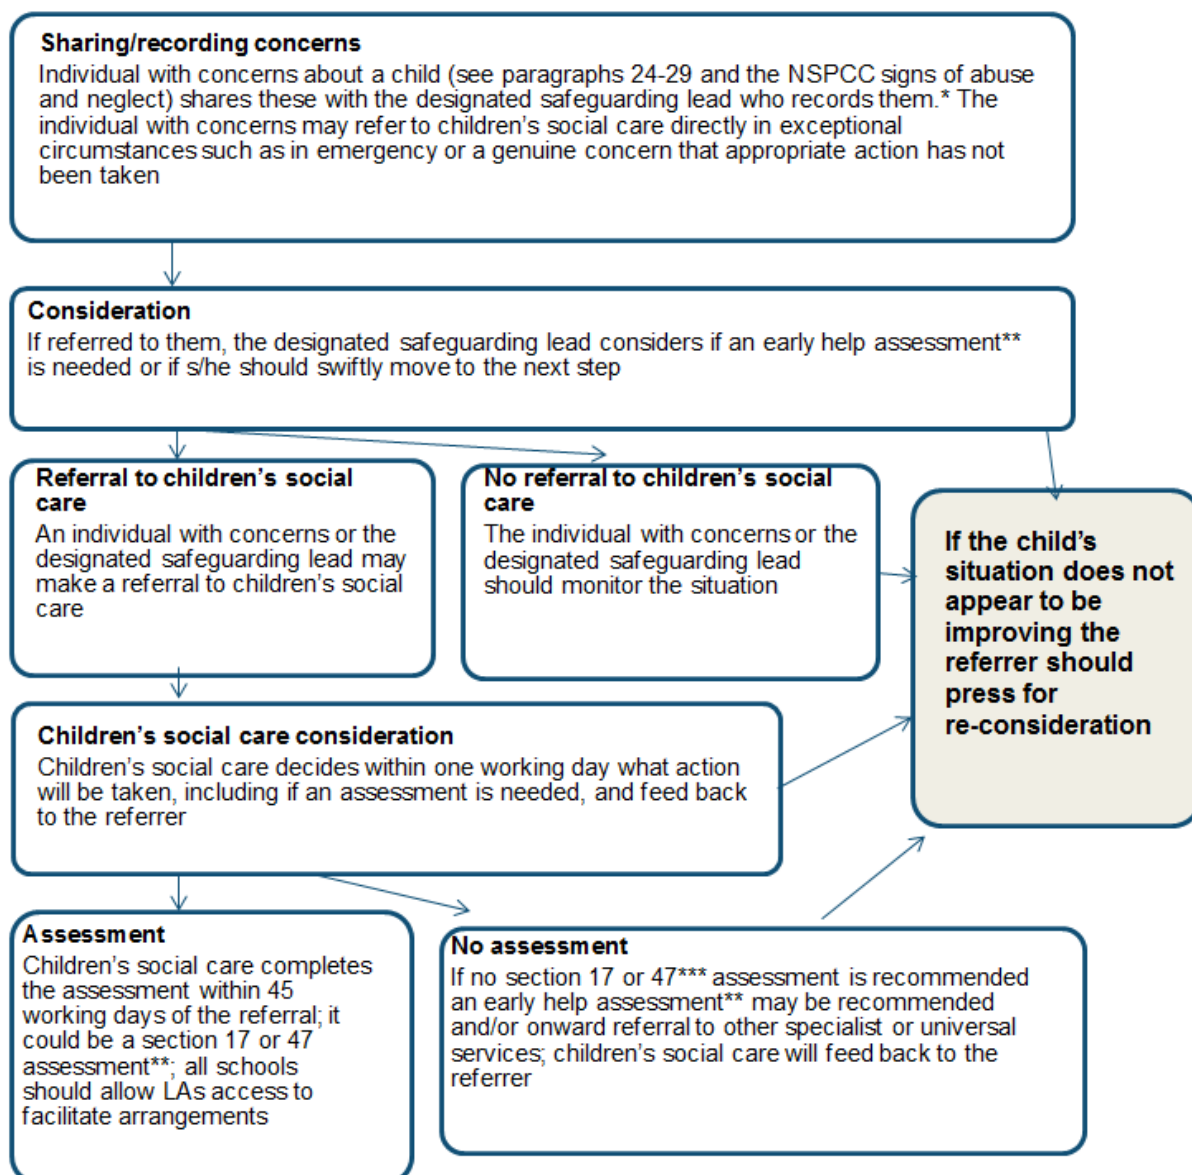 Sharing/recording concerns
Individual with concerns about a child (see paragraphs 24-29 and the NSPCC signs of abuse
and neglect) shares these with the designated safeguarding lead who records them.* The
individual with concerns may refer to children's social care directly in exceptional
circumstances such as in emergency or a genuine concern that appropriate action has not
been taken
Consideration
If referred to them, the designated safeguarding lead considers if an early help assessment**
is needed or if s/he should swiftly move to the next step
Referral to children's social
care
An individual with concerns or the
designated safeguarding lead may
make a referral to children's social
care
No referral to children's social
care
The individual with concerns or the
designated safeguarding lead
should monitor the situation
If the child's
situation does not
appear to be
improving the
referrer should
press for
re-consideration
Children's social care consideration
Children's social care decides within one working day what action
will be taken, including if an assessment is needed, and feed back
to the referrer
Assessment
Children's social care completes
the assessment within 45
working days of the referral; it
could be a section 17 or 47
assessment**; all schools
should allow LAs access to
facilitate arrangements
No assessment
If no section 17 or 47*** assessment is recommended
an early help assessment** may be recommended
and/or onward referral to other specialist or universal
services; children's social care will feed back to the
referrer